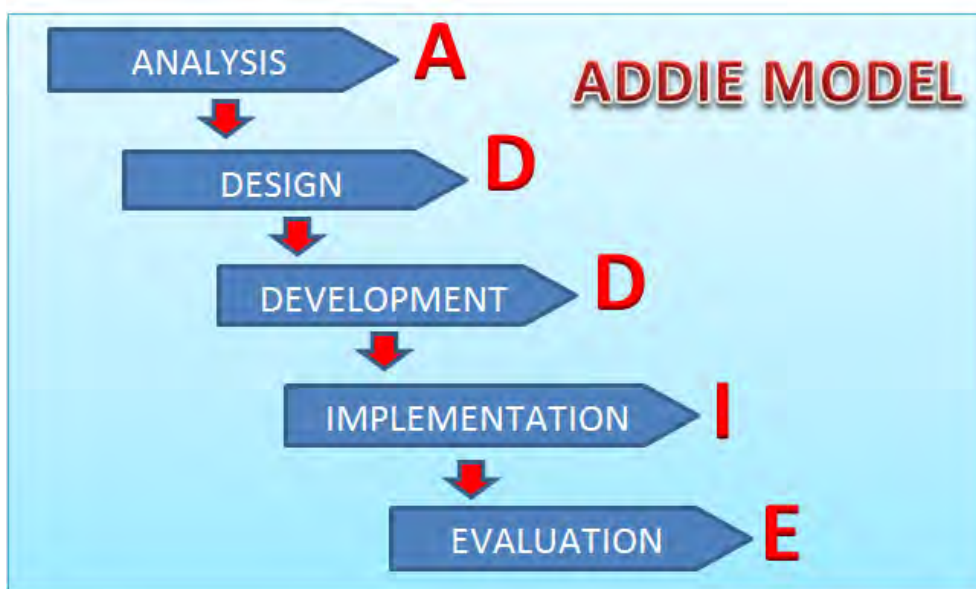 ANALYSIS A
ADDIE MODEL
DESIGN D
DEVELOPMENT D
IMPLEMENTATION I
EVALUATION E